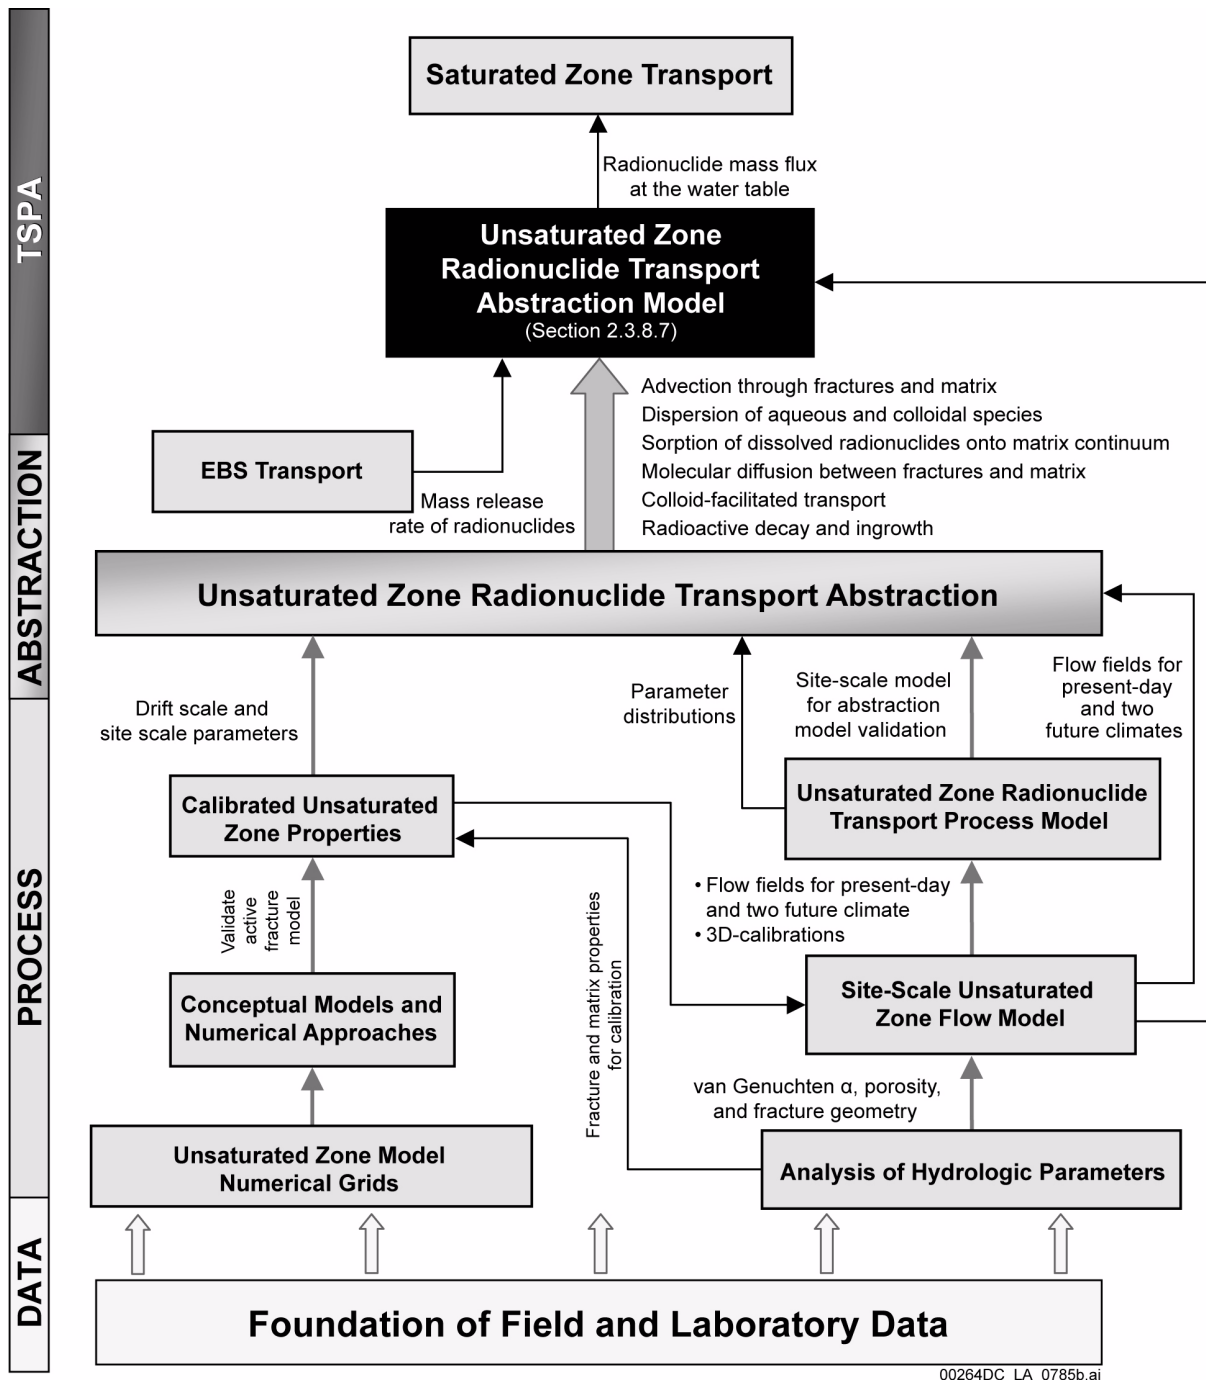 TSPA
Saturated Zone Transport
Radionuclide mass flux
at the water table
Unsaturated Zone
Radionuclide Transport
Abstraction Model
(Section 2.3.8.7)
Advection through fractures and matrix
Dispersion of aqueous and colloidal species
Sorption of dissolved radionuclides onto matrix continuum
Molecular diffusion between fractures and matrix
Colloid-facilitated transport
Radioactive decay and ingrowth
ABSTRACTION
EBS Transport
Mass release
rate of radionuclides
Unsaturated Zone Radionuclide Transport Abstraction
Drift scale and
site scale parameters
Parameter
distributions
Site-scale model
for abstraction
model validation
Flow fields for
present-day
and two
future climates
PROCESS
Calibrated Unsaturated
Zone Properties
Unsaturated Zone Radionuclide
Transport Process Model
Validate
active
fracture
model
Fracture and matrix properties
for calibration
• Flow fields for present-day
and two future climate
• 3D-calibrations
Conceptual Models and
Numerical Approaches
Site-Scale Unsaturated
Zone Flow Model
van Genuchten α, porosity,
and fracture geometry
Unsaturated Zone Model
Numerical Grids
Analysis of Hydrologic Parameters
DATA
Foundation of Field and Laboratory Data
00264DC_LA_0785b.ai